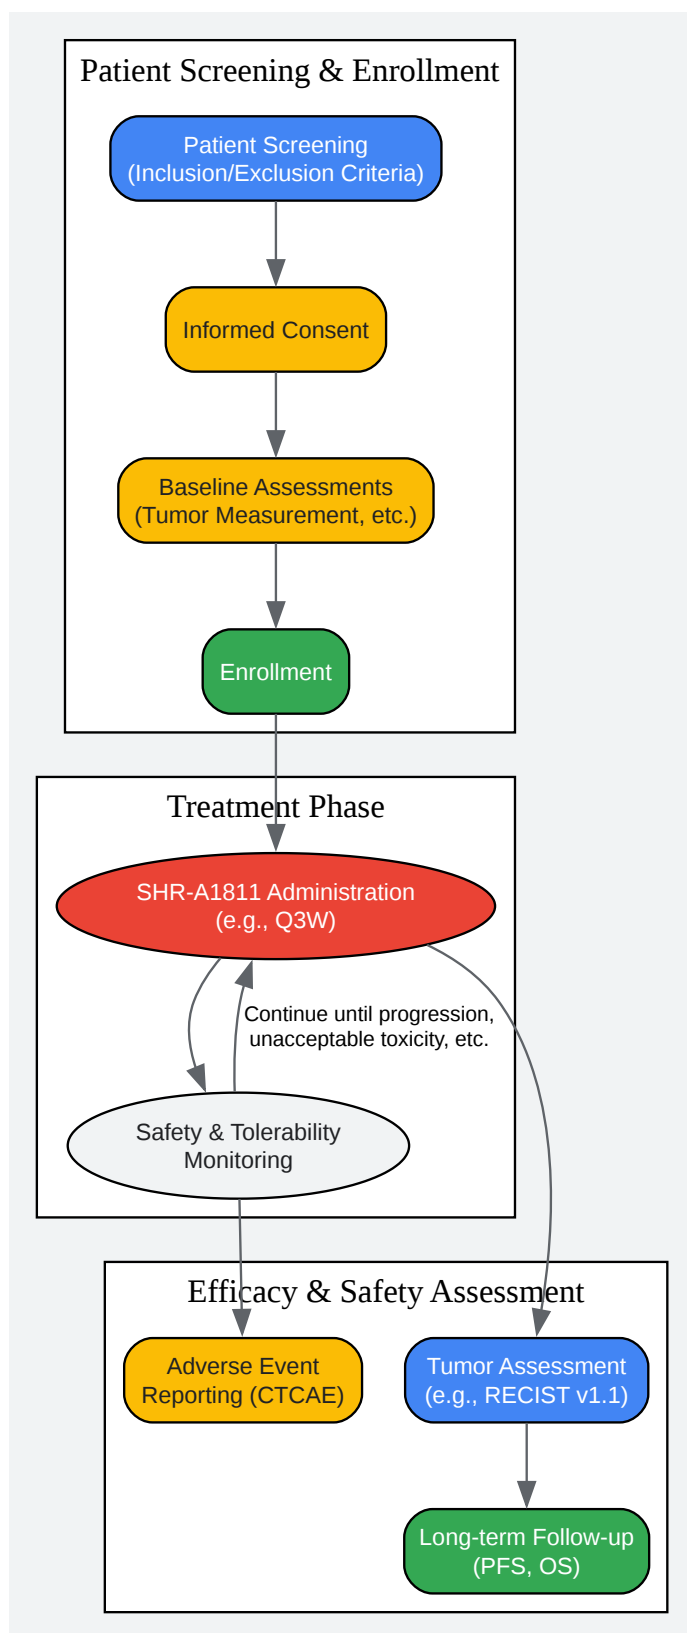 Patient Screening & Enrollment
Patient Screening
(Inclusion/Exclusion Criteria)
Informed Consent
Baseline Assessments
(Tumor Measurement, etc.)
Enrollment
Treatment Phase
SHR-A1811 Administration
(e.g., Q3W)
Continue until progression,
unacceptable toxicity, etc.
Safety & Tolerability
Monitoring
Efficacy & Safety Assessment
Adverse Event
Reporting (CTCAE)
Tumor Assessment
(e.g., RECIST v1.1)
Long-term Follow-up
(PFS, OS)